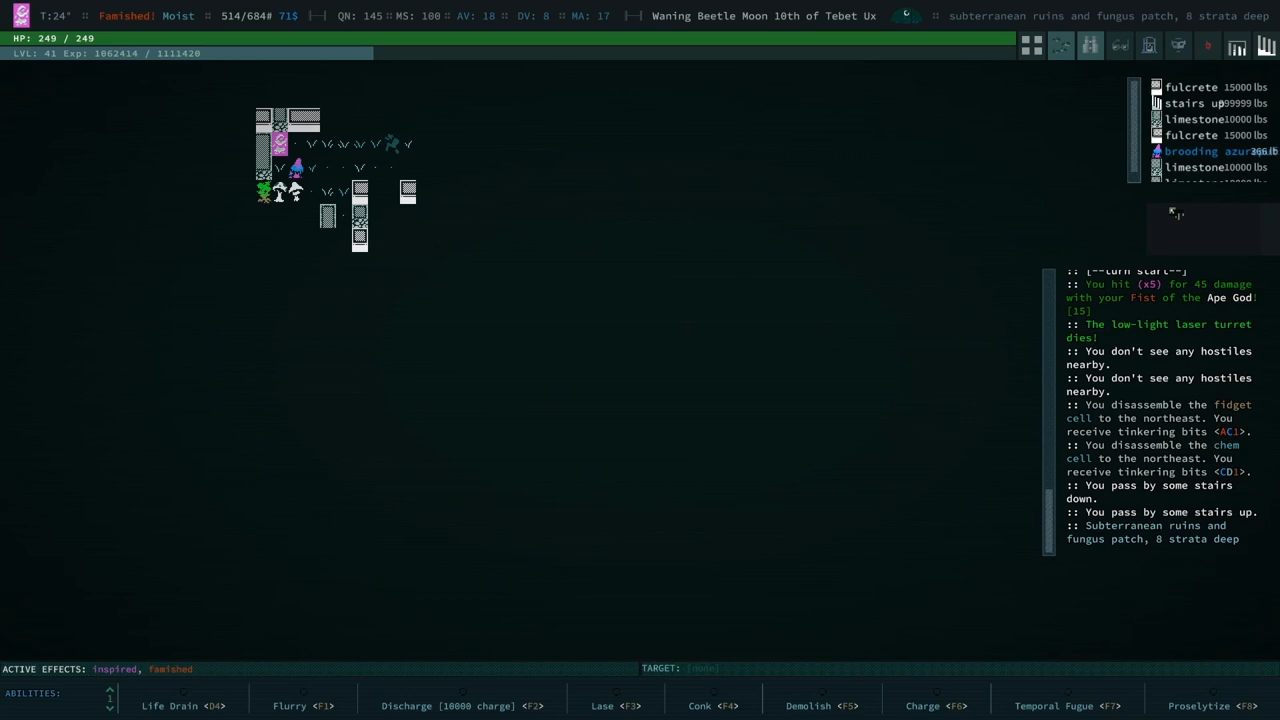 T:24° :: Famished! Moist :: 514/684# 71$ QN: 145 :: MS: 100 :: AV: 18 :: DV: 8 :: MA: 17 Waning Beetle Moon 10th of Tebet Ux :: subterranean ruins and fungus patch, 8 strata deep
HP: 249 / 249
LVL: 41 Exp: 1062414 / 1111420
fulcrete 15000 lbs
stairs up 999999 lbs
limestone 10000 lbs
fulcrete 15000 lbs
brooding
limestone 10000 lbs
:: [--turn start--]
:: You hit (x5) for 45 damage
with your Fist of the Ape God!
[15]
:: The low-light laser turret
dies!
:: You don't see any hostiles
nearby.
:: You don't see any hostiles
nearby.
:: You disassemble the fidget
cell to the northeast. You
receive tinkering bits <AC1>.
:: You disassemble the chem
cell to the northeast. You
receive tinkering bits <CD1>.
:: You pass by some stairs
down.
:: You pass by some stairs up.
:: Subterranean ruins and
fungus patch, 8 strata deep
ACTIVE EFFECTS: inspired, famished TARGET: [none]
ABILITIES: 1 Life Drain <D4> Flurry <F1> Discharge [10000 charge] <F2> Lase <F3> Conk <F4> Demolish <F5> Charge <F6> Temporal Fugue <F7> Proselytize <F8>